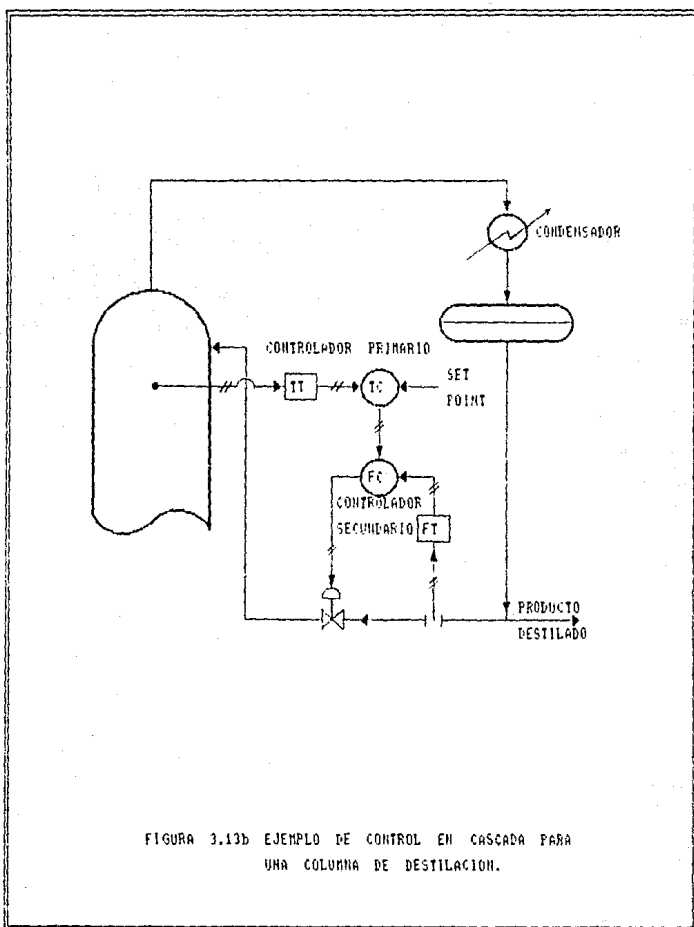 CONDENSADOR
CONTROLADOR PRIMARIO
TT
TC
SET
POINT
FC
CONTROLADOR
SECUNDARIO
FT
PRODUCTO
DESTILADO
FIGURA 3.13b EJEMPLO DE CONTROL EN CASCADA PARA
UNA COLUMNA DE DESTILACION.